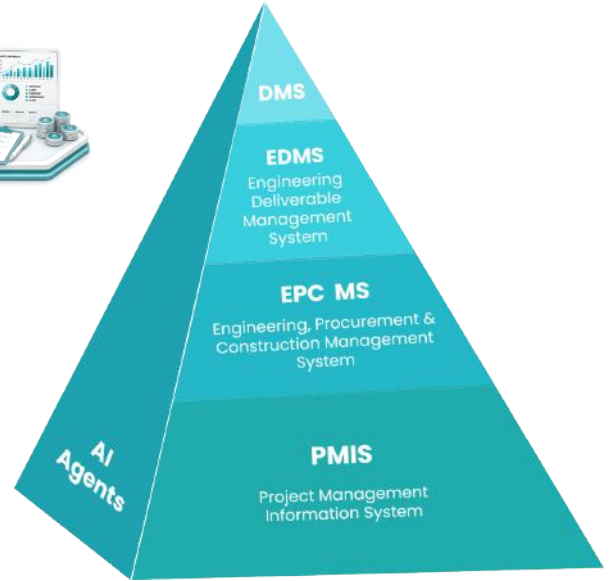 DMS
EDMS
Engineering
Deliverable
Management
System
EPC MS
Engineering, Procurement &
Construction Management
System
PMIS
Project Management
Information System
AI
Agents